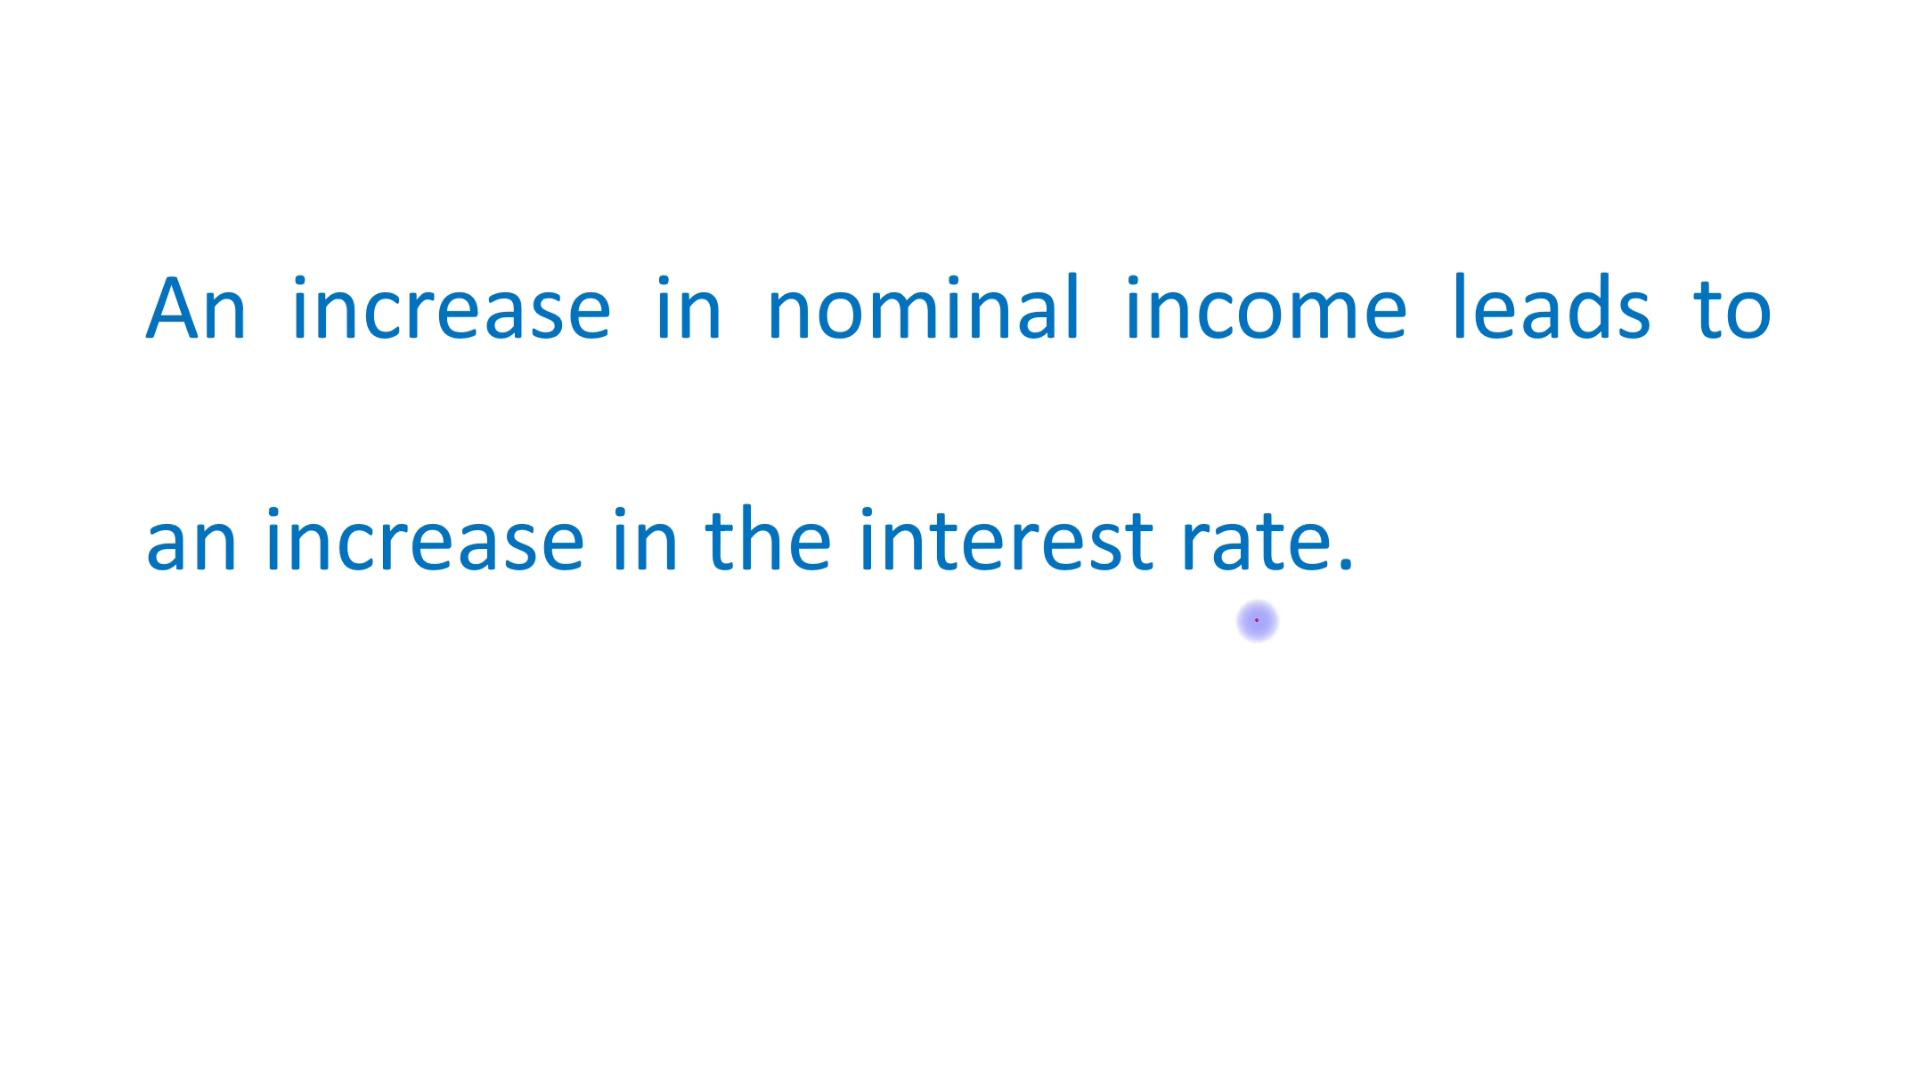 An increase in nominal income leads to
an increase in the interest rate.